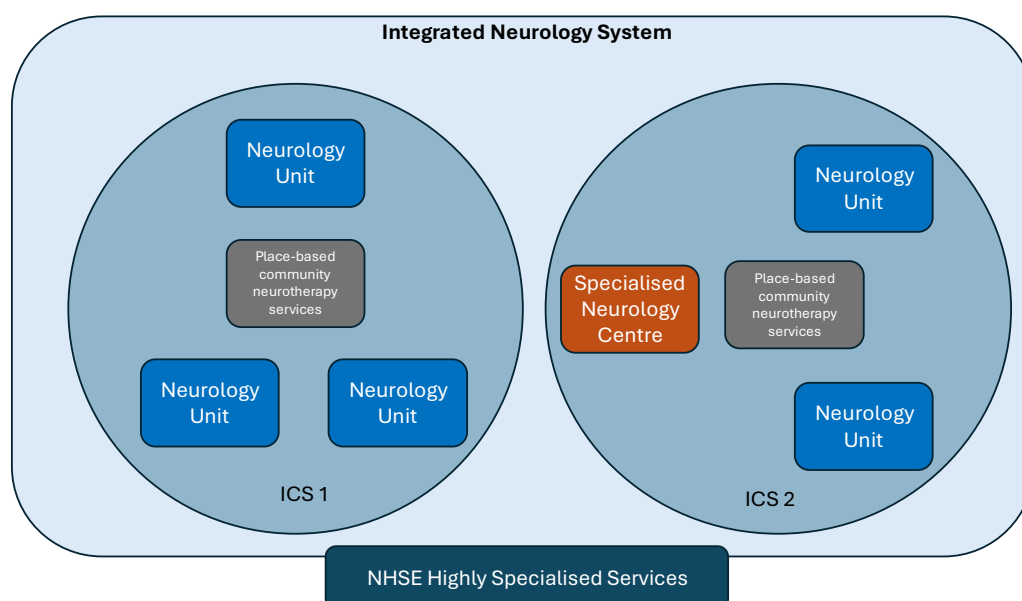 Integrated Neurology System
Neurology
Unit
Place-based
community
neurotherapy
services
Neurology
Unit
Neurology
Unit
ICS 1
Neurology
Unit
Specialised
Neurology
Centre
Place-based
community
neurotherapy
services
Neurology
Unit
ICS 2
NHSE Highly Specialised Services